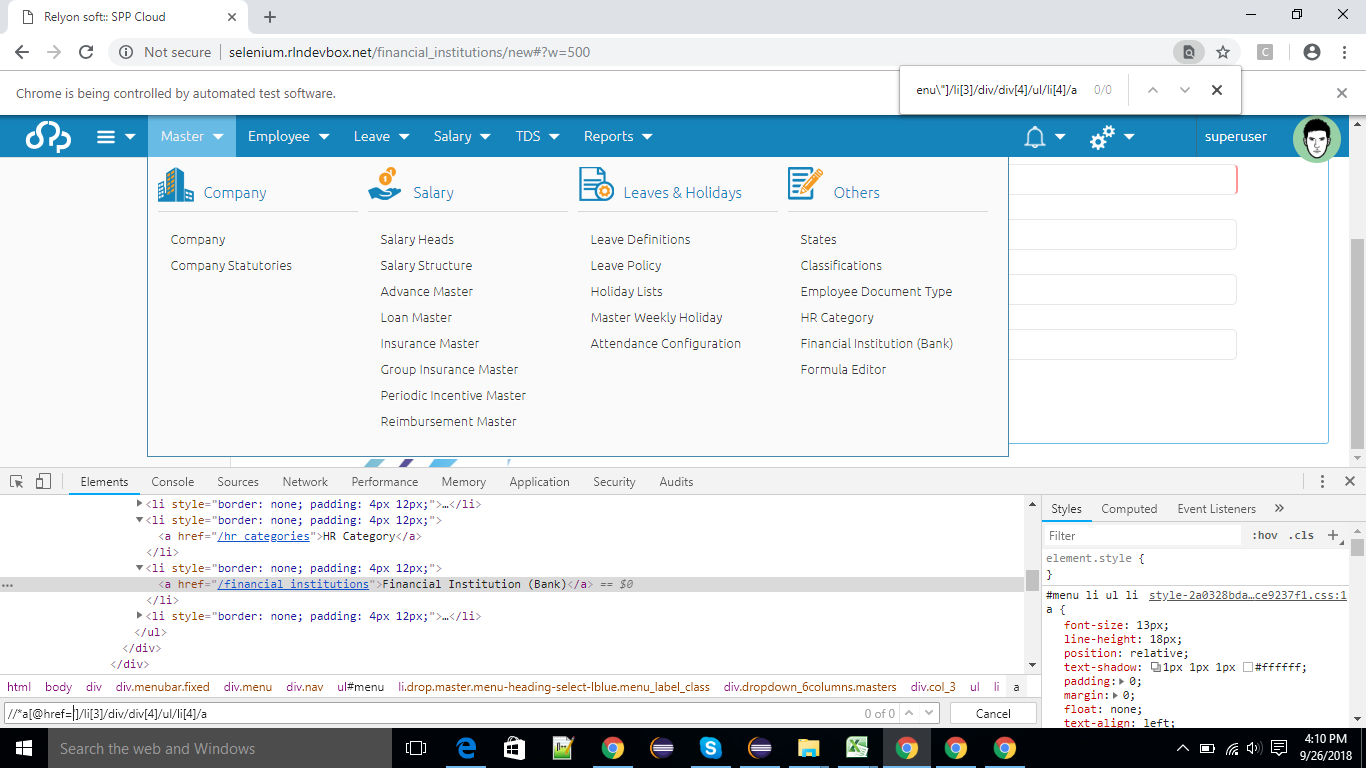 Relyon soft:: SPP Cloud
Not secure selenium.rlndevbox.net/financial_institutions/new#?w=500
enu\"]/li[3]/div/div[4]/ul/li[4]/a 0/0
Chrome is being controlled by automated test software.
Master Employee Leave Salary TDS Reports superuser
Company Salary Leaves & Holidays Others
Company Salary Heads Leave Definitions States
Company Statutories Salary Structure Leave Policy Classifications
Advance Master Holiday Lists Employee Document Type
Loan Master Master Weekly Holiday HR Category
Insurance Master Attendance Configuration Financial Institution (Bank)
Group Insurance Master Formula Editor
Periodic Incentive Master
Reimbursement Master
Elements Console Sources Network Performance Memory Application Security Audits
<li style="border: none; padding: 4px 12px;">…</li>
<li style="border: none; padding: 4px 12px;">
<a href="/hr_categories">HR Category</a>
</li>
<li style="border: none; padding: 4px 12px;">
<a href="/financial_institutions">Financial Institution (Bank)</a> == $0
</li>
<li style="border: none; padding: 4px 12px;">…</li>
</ul>
</div>
</div>
html body div div.menubar.fixed div.menu div.nav ul#menu li.drop.master.menu-heading-select-lblue.menu_label_class div.dropdown_6columns.masters div.col_3 ul li a
//*a[@href=]/li[3]/div/div[4]/ul/li[4]/a 0 of 0 Cancel
Styles Computed Event Listeners »
Filter :hov .cls +
element.style {
}
#menu li ul li style-2a0328bda…ce9237f1.css:1
a {
font-size: 13px;
line-height: 18px;
position: relative;
text-shadow: 1px 1px 1px #ffffff;
padding: 0;
margin: 0;
float: none;
text-align: left;
Search the web and Windows
4:10 PM
9/26/2018